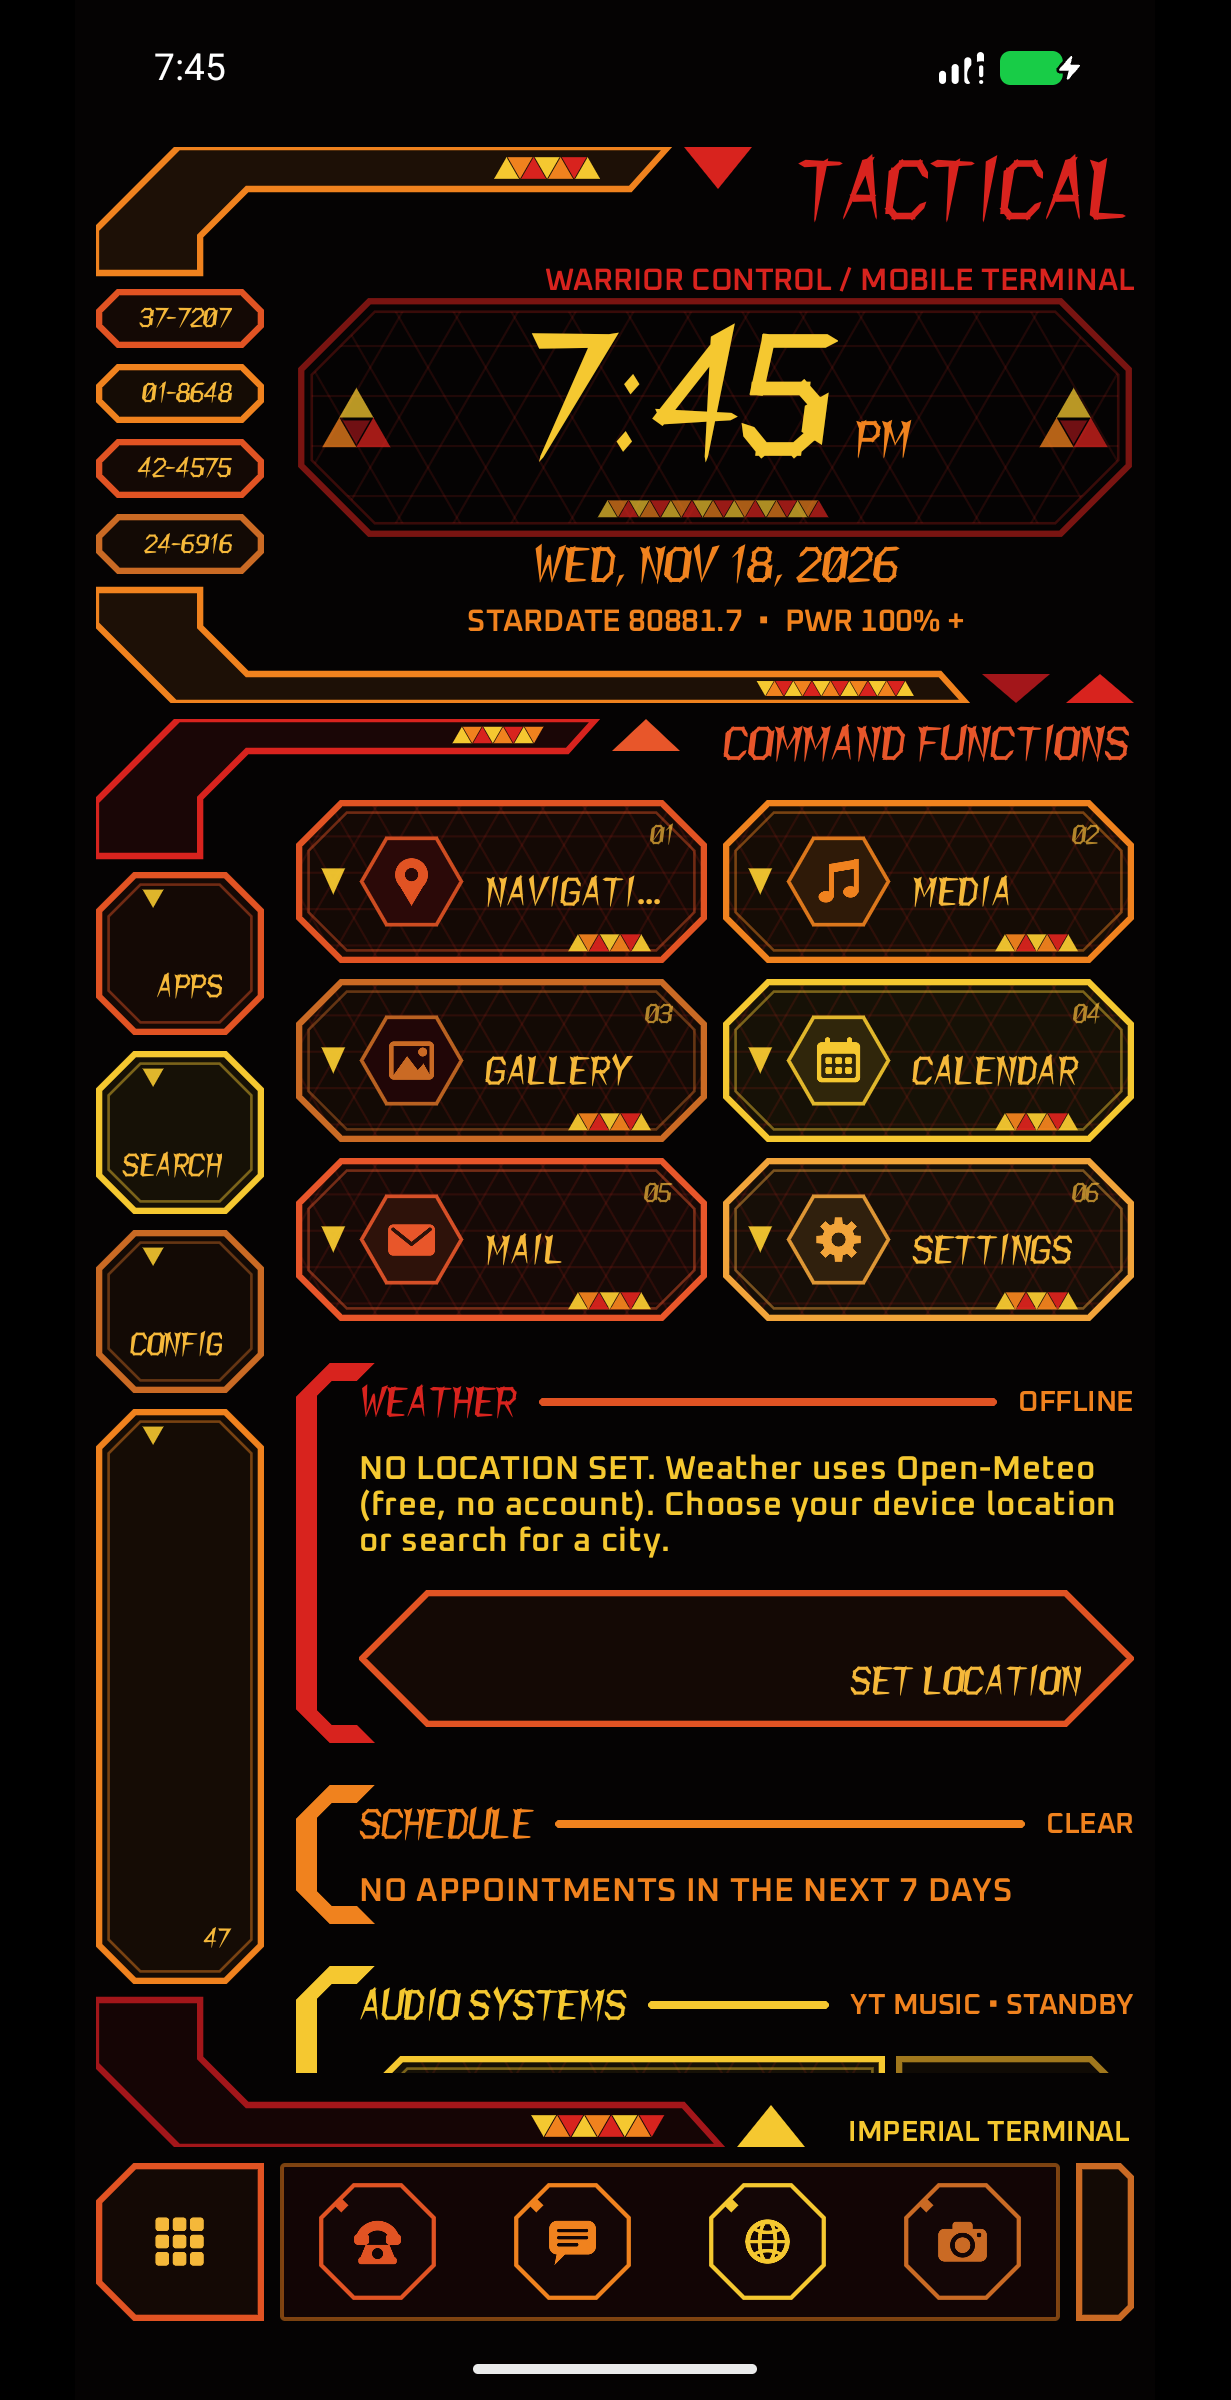 7:45
TACTICAL
WARRIOR CONTROL / MOBILE TERMINAL
37-7207
01-8648
42-4575
24-6916
7:45 PM
WED, NOV 18, 2026
STARDATE 80881.7 ▪ PWR 100% +
COMMAND FUNCTIONS
01
NAVIGATI...
02
MEDIA
APPS
03
GALLERY
04
CALENDAR
SEARCH
05
MAIL
06
SETTINGS
CONFIG
WEATHER OFFLINE
NO LOCATION SET. Weather uses Open-Meteo
(free, no account). Choose your device location
or search for a city.
SET LOCATION
SCHEDULE CLEAR
NO APPOINTMENTS IN THE NEXT 7 DAYS
47
AUDIO SYSTEMS YT MUSIC ▪ STANDBY
IMPERIAL TERMINAL